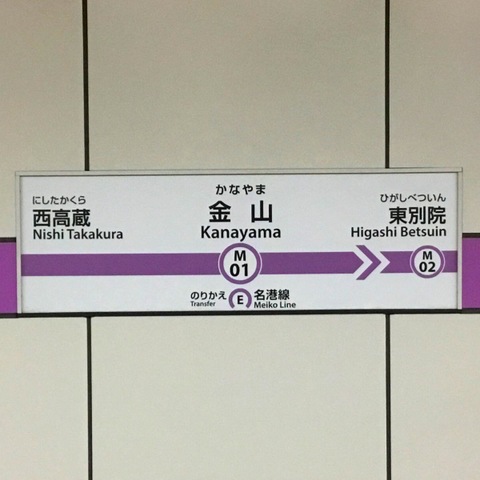 にしたかくら
西高蔵
Nishi Takakura
かなやま
金山
Kanayama
ひがしべついん
東別院
Higashi Betsuin
M
01
M
02
のりかえ
Transfer
E
名港線
Meiko Line